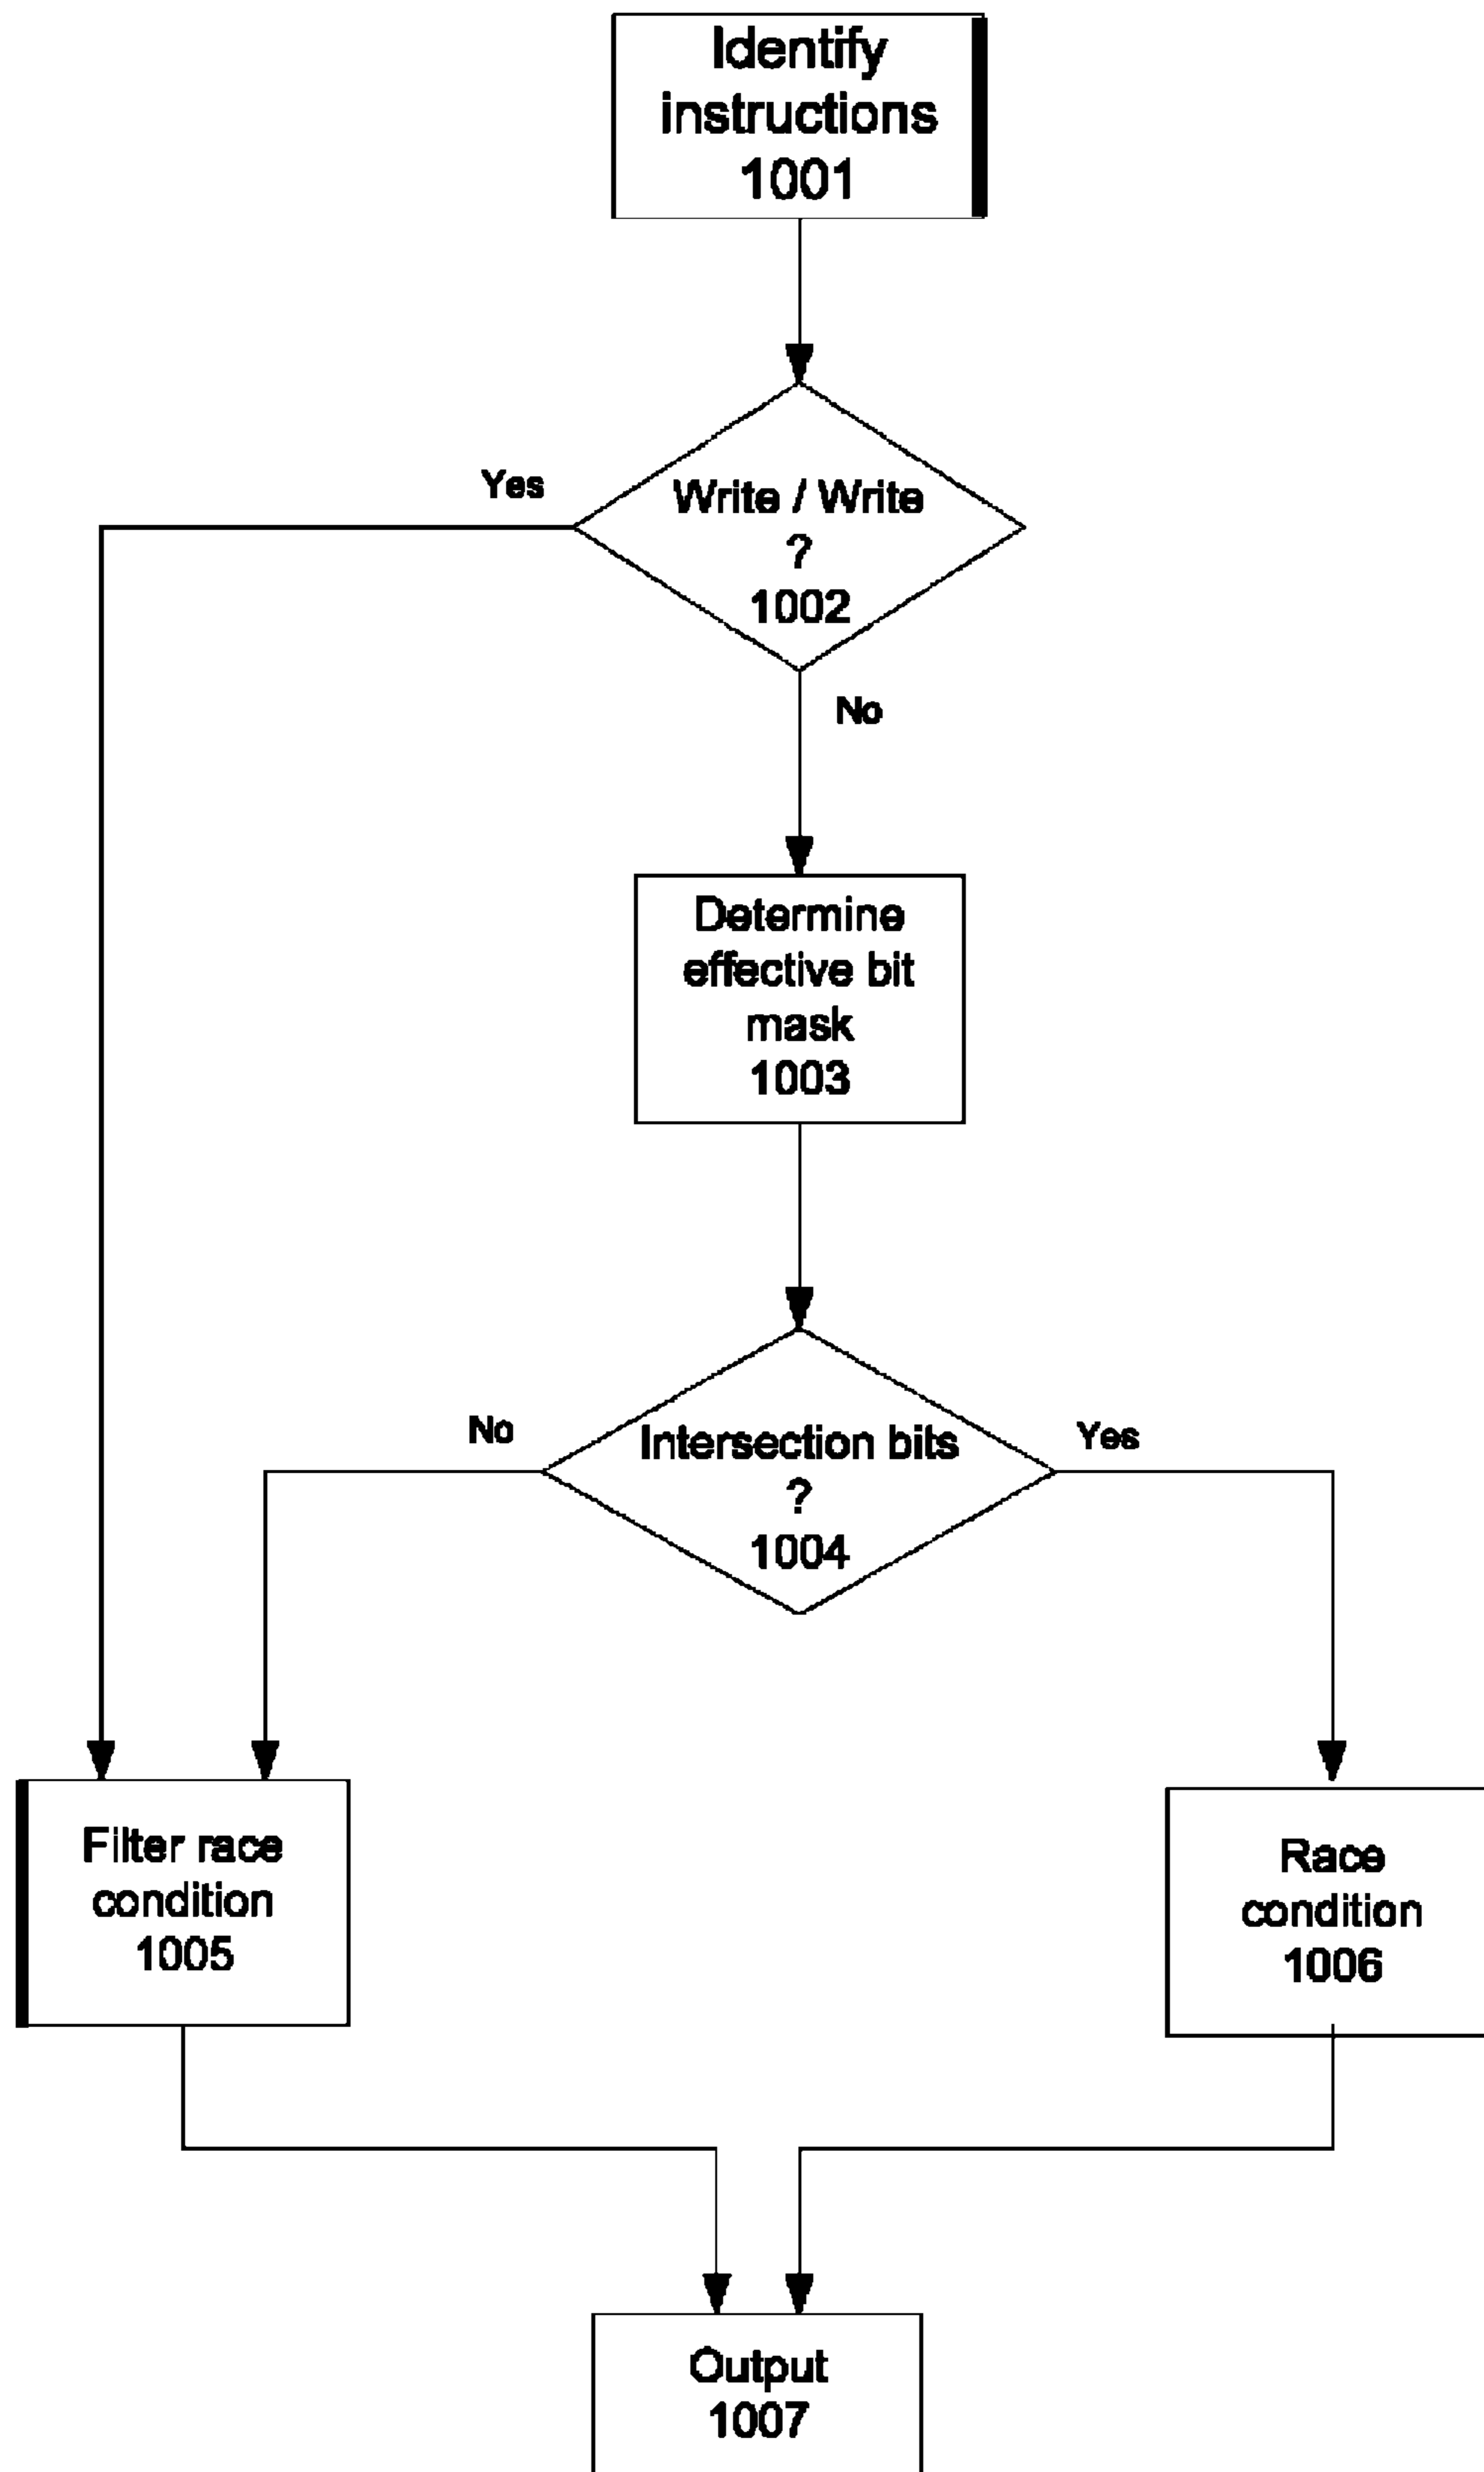 Identify
instructions
1001
Yes
Write / Write
?
1002
No
Determine
effective bit
mask
1003
No
Intersection bits
?
1004
Yes
Filter race
condition
1005
Race
condition
1006
Output
1007